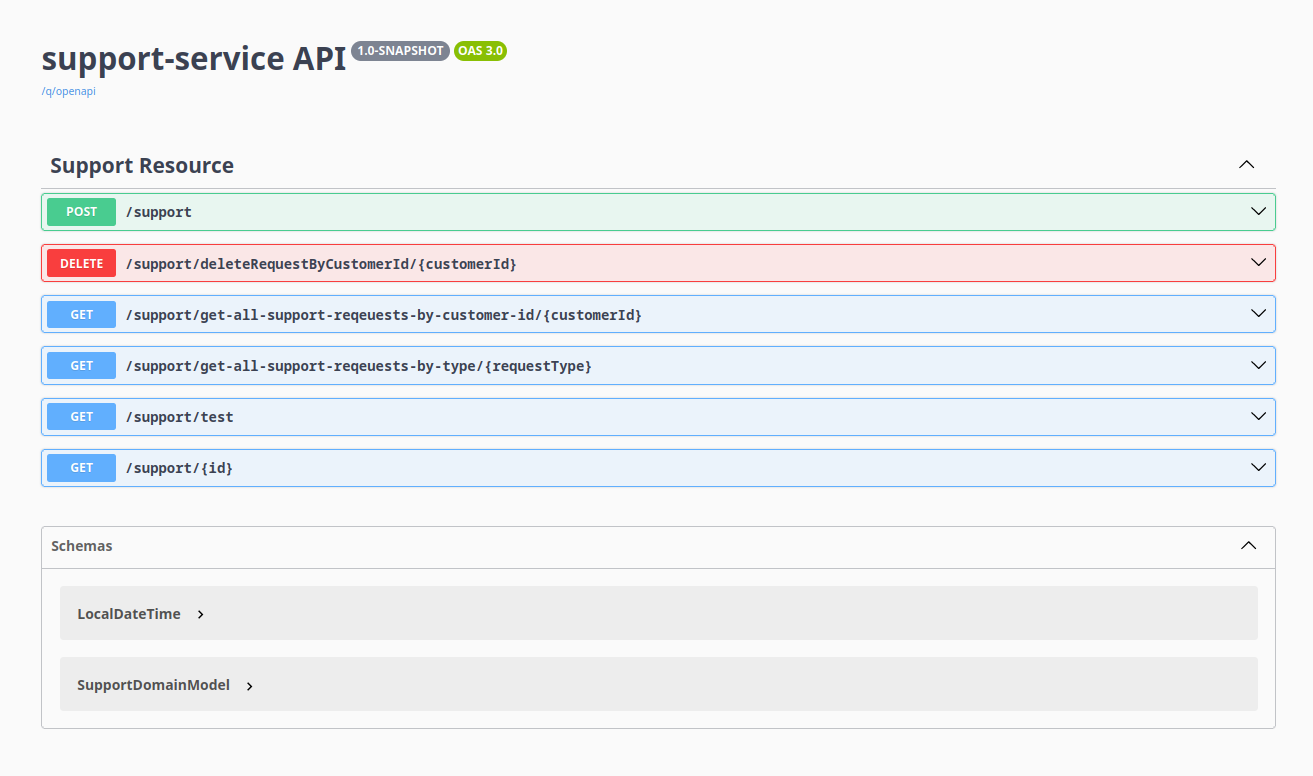 support-service API 1.0-SNAPSHOT OAS 3.0
/q/openapi
Support Resource
POST /support
DELETE /support/deleteRequestByCustomerId/{customerId}
GET /support/get-all-support-reqeuests-by-customer-id/{customerId}
GET /support/get-all-support-reqeuests-by-type/{requestType}
GET /support/test
GET /support/{id}
Schemas
LocalDateTime
SupportDomainModel